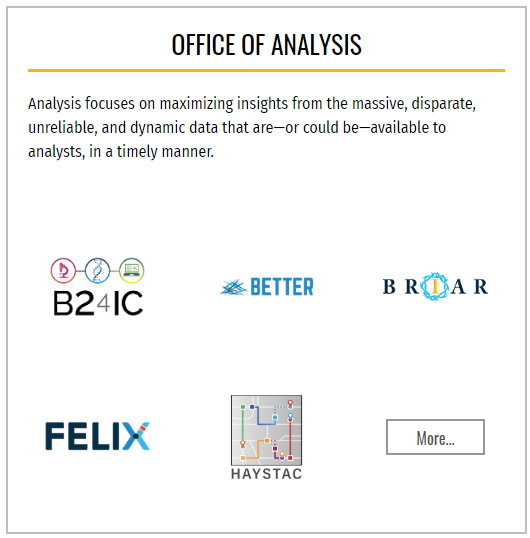 OFFICE OF ANALYSIS
Analysis focuses on maximizing insights from the massive, disparate,
unreliable, and dynamic data that are—or could be—available to
analysts, in a timely manner.
B24IC
BETTER
BRIAR
FELIX
HAYSTAC
More...